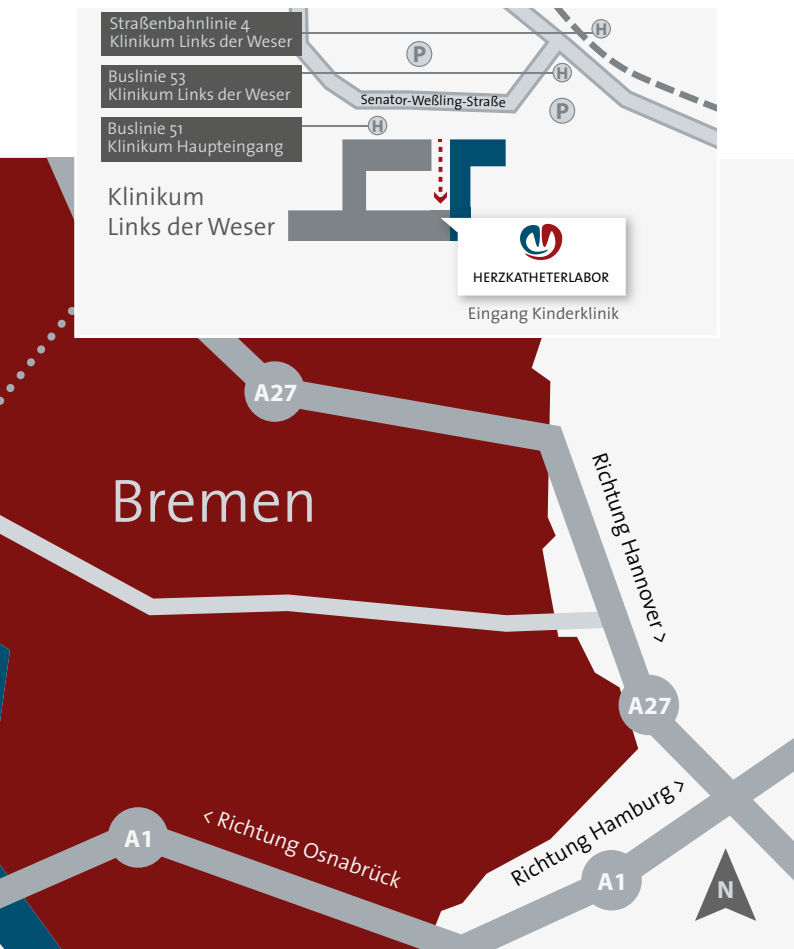 Straßenbahnlinie 4
Klinikum Links der Weser
H
P
Buslinie 53
Klinikum Links der Weser
H
Senator-Weßling-Straße
P
Buslinie 51
Klinikum Haupteingang
H
Klinikum
Links der Weser
HERZKATHETERLABOR
Eingang Kinderklinik
A27
Bremen
Richtung Hannover >
A27
< Richtung Osnabrück
Richtung Hamburg >
A1
A1
N